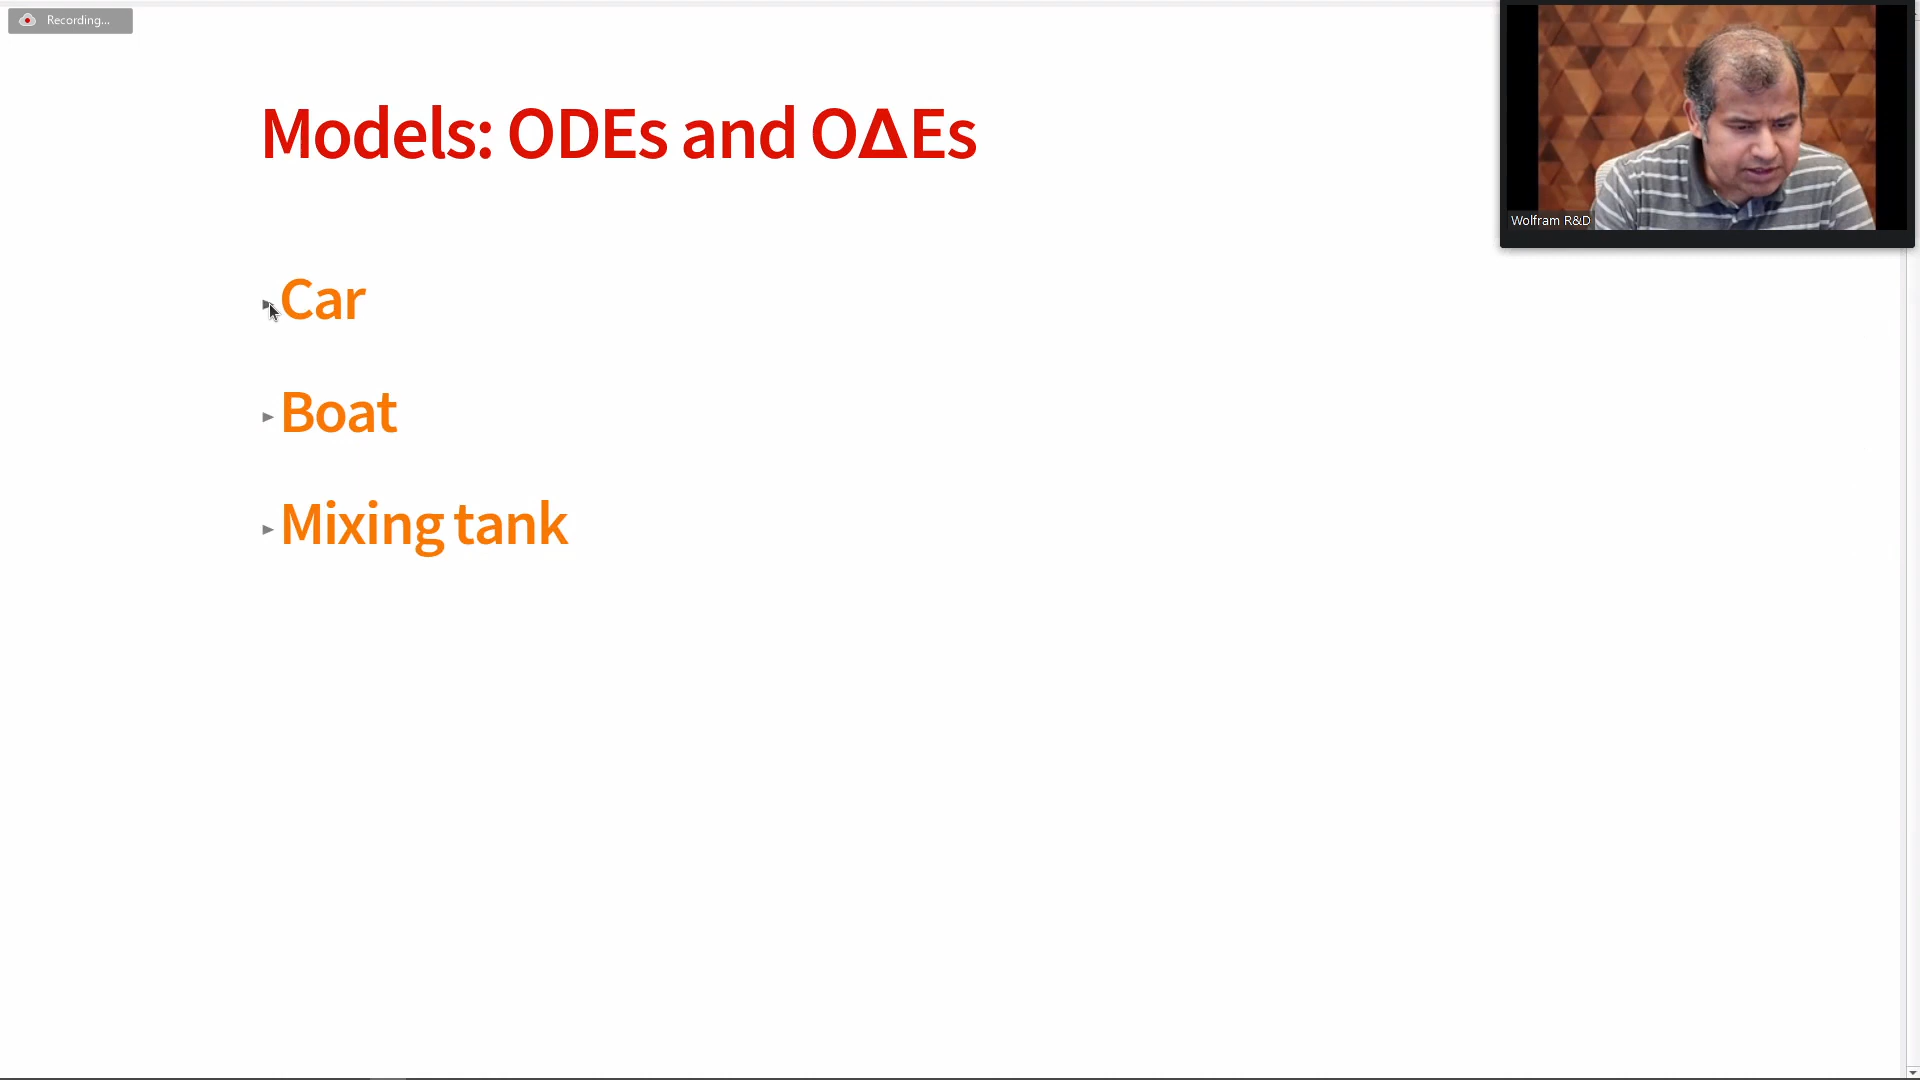 Recording...
Models: ODEs and OΔEs
Wolfram R&D
Car
Boat
Mixing tank